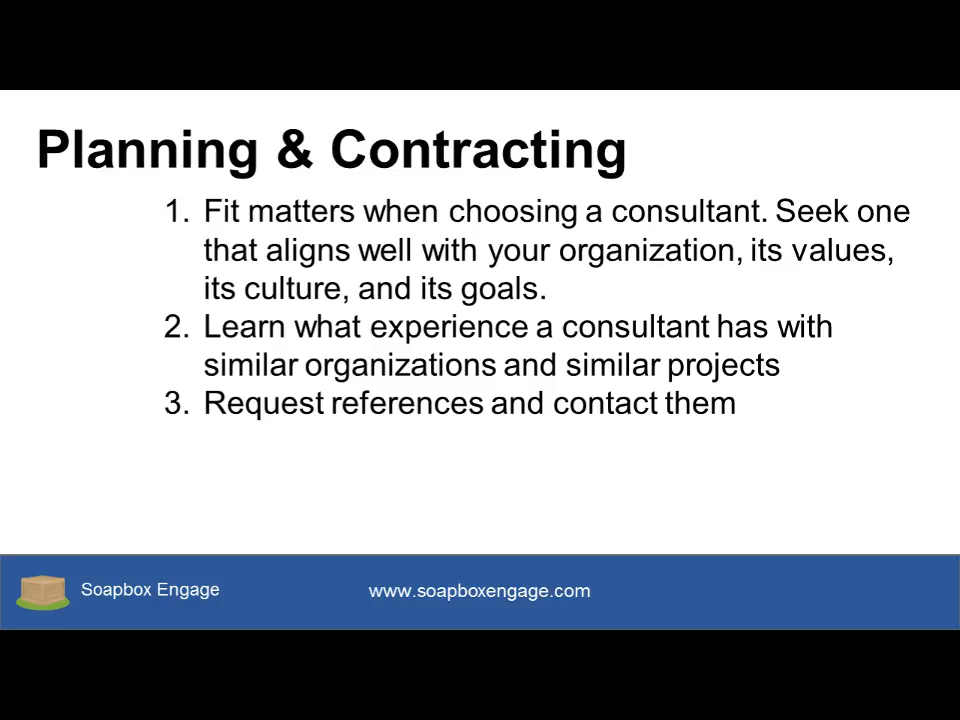 Planning & Contracting
1. Fit matters when choosing a consultant. Seek one
that aligns well with your organization, its values,
its culture, and its goals.
2. Learn what experience a consultant has with
similar organizations and similar projects
3. Request references and contact them
Soapbox Engage
www.soapboxengage.com